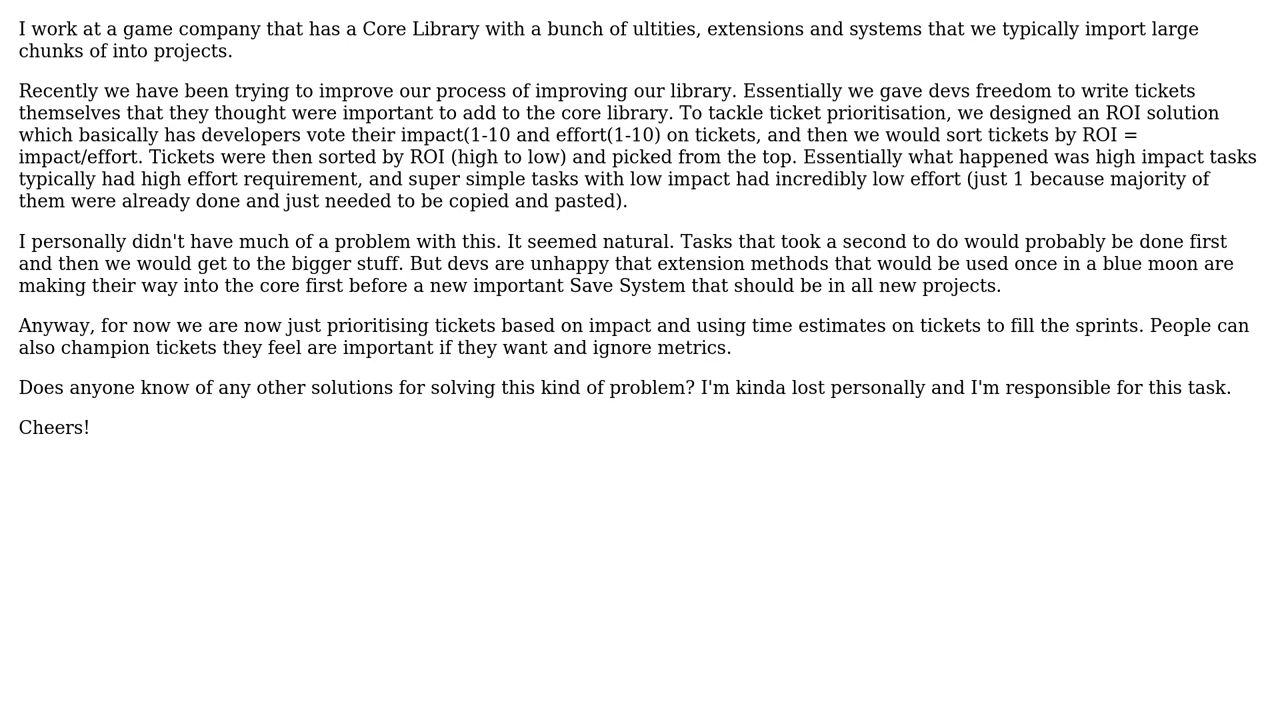 I work at a game company that has a Core Library with a bunch of ultities, extensions and systems that we typically import large
chunks of into projects.
Recently we have been trying to improve our process of improving our library. Essentially we gave devs freedom to write tickets
themselves that they thought were important to add to the core library. To tackle ticket prioritisation, we designed an ROI solution
which basically has developers vote their impact(1-10 and effort(1-10) on tickets, and then we would sort tickets by ROI =
impact/effort. Tickets were then sorted by ROI (high to low) and picked from the top. Essentially what happened was high impact tasks
typically had high effort requirement, and super simple tasks with low impact had incredibly low effort (just 1 because majority of
them were already done and just needed to be copied and pasted).
I personally didn't have much of a problem with this. It seemed natural. Tasks that took a second to do would probably be done first
and then we would get to the bigger stuff. But devs are unhappy that extension methods that would be used once in a blue moon are
making their way into the core first before a new important Save System that should be in all new projects.
Anyway, for now we are now just prioritising tickets based on impact and using time estimates on tickets to fill the sprints. People can
also champion tickets they feel are important if they want and ignore metrics.
Does anyone know of any other solutions for solving this kind of problem? I'm kinda lost personally and I'm responsible for this task.
Cheers!